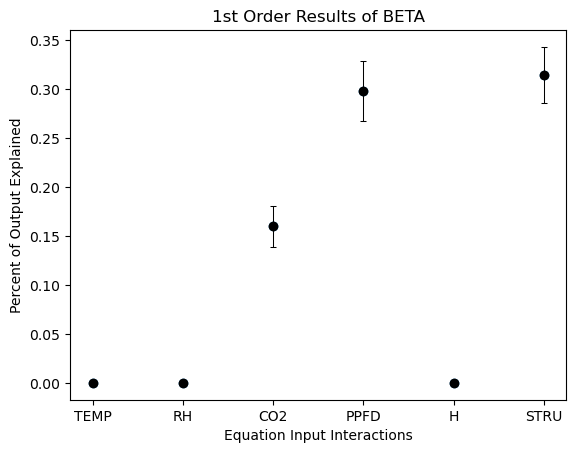 1st Order Results of BETA
Percent of Output Explained
0.35
0.30
0.25
0.20
0.15
0.10
0.05
0.00
TEMP RH CO2 PPFD H STRU
Equation Input Interactions